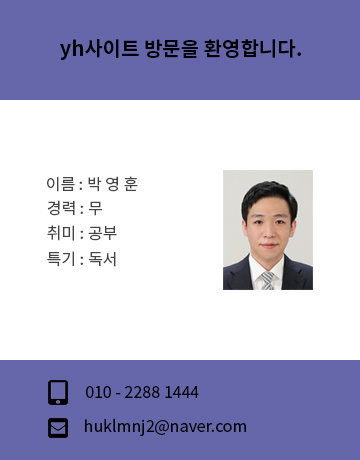 yh사이트 방문을 환영합니다.
이름 : 박 영 훈
경력 : 무
취미 : 공부
특기 : 독서
010 - 2288 1444
huklmnj2@naver.com